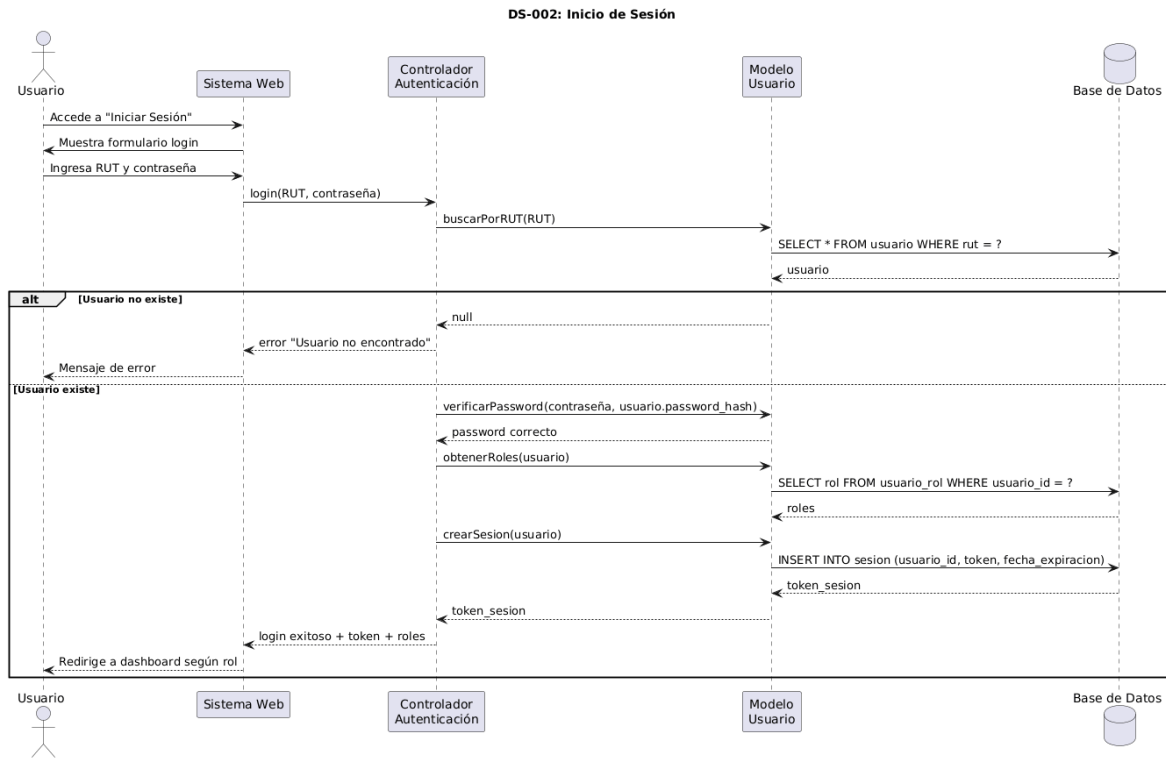 DS-002: Inicio de Sesión
Usuario
Sistema Web
Controlador
Autenticación
Modelo
Usuario
Base de Datos
Accede a "Iniciar Sesión"
Muestra formulario login
Ingresa RUT y contraseña
login(RUT, contraseña)
buscarPorRUT(RUT)
SELECT * FROM usuario WHERE rut = ?
usuario
alt
[Usuario no existe]
null
error "Usuario no encontrado"
Mensaje de error
[Usuario existe]
verificarPassword(contraseña, usuario.password_hash)
password correcto
obtenerRoles(usuario)
SELECT rol FROM usuario_rol WHERE usuario_id = ?
roles
crearSesion(usuario)
INSERT INTO sesion (usuario_id, token, fecha_expiracion)
token_sesion
token_sesion
login exitoso + token + roles
Redirige a dashboard según rol
Usuario
Sistema Web
Controlador
Autenticación
Modelo
Usuario
Base de Datos